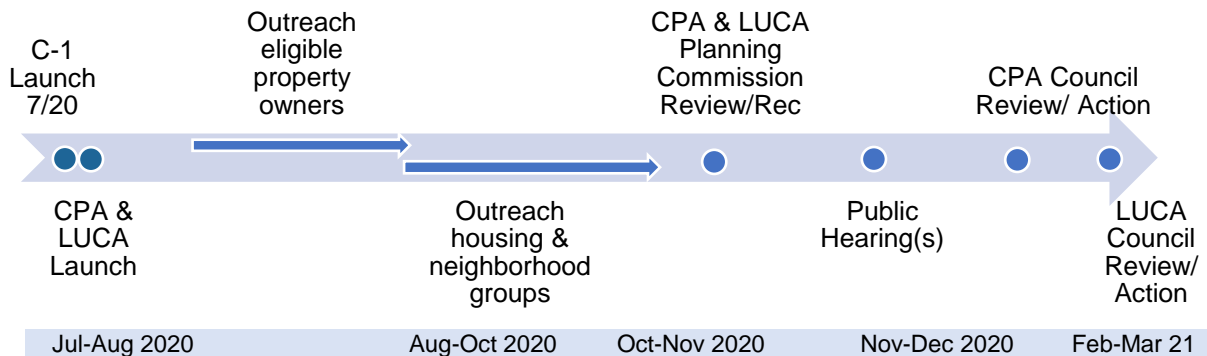 C-1
Launch
7/20
Outreach
eligible
property
owners
CPA & LUCA
Planning
Commission
Review/Rec
CPA Council
Review/ Action
CPA &
LUCA
Launch
Outreach
housing &
neighborhood
groups
Public
Hearing(s)
LUCA
Council
Review/
Action
Jul-Aug 2020
Aug-Oct 2020
Oct-Nov 2020
Nov-Dec 2020
Feb-Mar 21